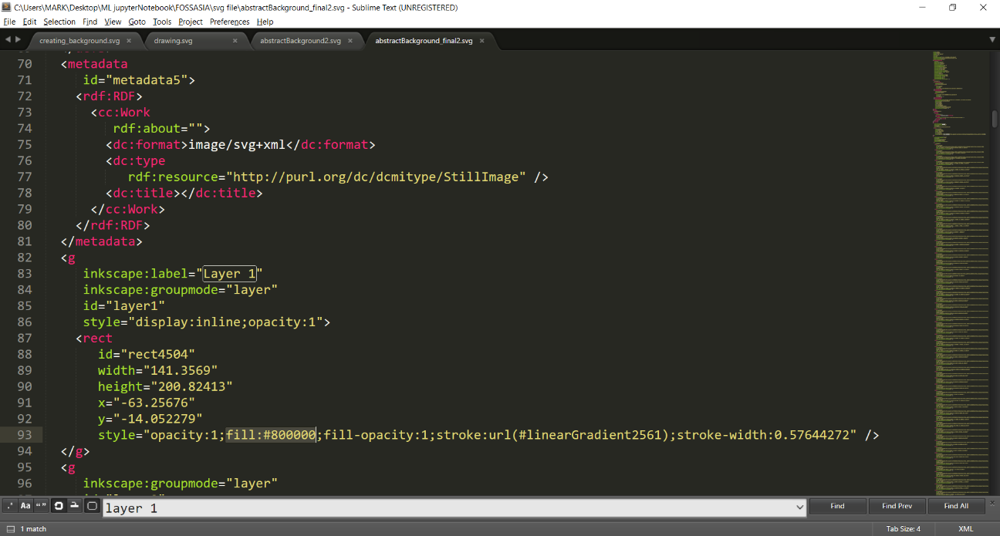 C:\Users\MARK\Desktop\ML jupyterNotebook\FOSSASIA\svg file\abstractBackground_final2.svg - Sublime Text (UNREGISTERED)
File Edit Selection Find View Goto Tools Project Preferences Help
creating_background.svg × drawing.svg × abstractBackground2.svg × abstractBackground_final2.svg ×
70 <metadata
71 id="metadata5">
72 <rdf:RDF>
73 <cc:Work
74 rdf:about="">
75 <dc:format>image/svg+xml</dc:format>
76 <dc:type
77 rdf:resource="http://purl.org/dc/dcmitype/StillImage" />
78 <dc:title></dc:title>
79 </cc:Work>
80 </rdf:RDF>
81 </metadata>
82 <g
83 inkscape:label="Layer 1"
84 inkscape:groupmode="layer"
85 id="layer1"
86 style="display:inline;opacity:1">
87 <rect
88 id="rect4504"
89 width="141.3569"
90 height="200.82413"
91 x="-63.25676"
92 y="-14.052279"
93 style="opacity:1;fill:#800000;fill-opacity:1;stroke:url(#linearGradient2561);stroke-width:0.57644272" />
94 </g>
95 <g
96 inkscape:groupmode="layer"
.* Aa “” layer 1 Find Find Prev Find All ×
1 match Tab Size: 4 XML